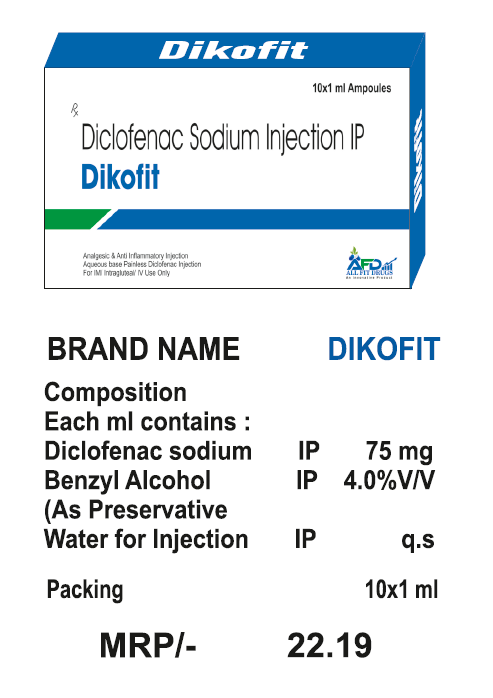 Dikofit
10x1 ml Ampoules
Rx
Diclofenac Sodium Injection IP
Dikofit
Dikofit
Analgesic & Anti Inflammatory Injection
Aqueous base Painless Diclofenac Injection
For IM/ Intragluteal/ IV Use Only
AFD
ALL FIT DRUGS
An Innovative Product
BRAND NAME DIKOFIT
Composition
Each ml contains :
Diclofenac sodium IP 75 mg
Benzyl Alcohol IP 4.0%V/V
(As Preservative
Water for Injection IP q.s
Packing 10x1 ml
MRP/- 22.19